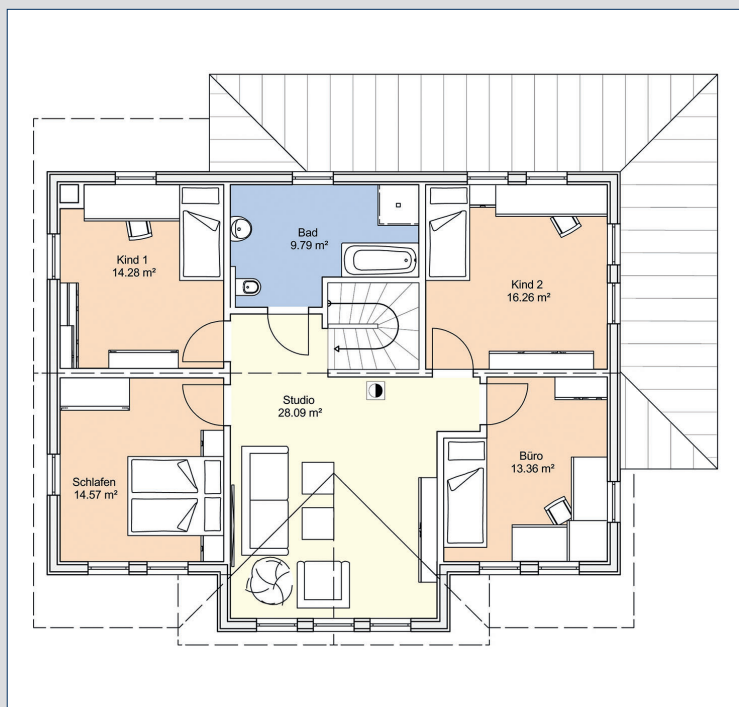 Kind 1
14.28 m²
Bad
9.79 m²
Kind 2
16.26 m²
Studio
28.09 m²
Schlafen
14.57 m²
Büro
13.36 m²